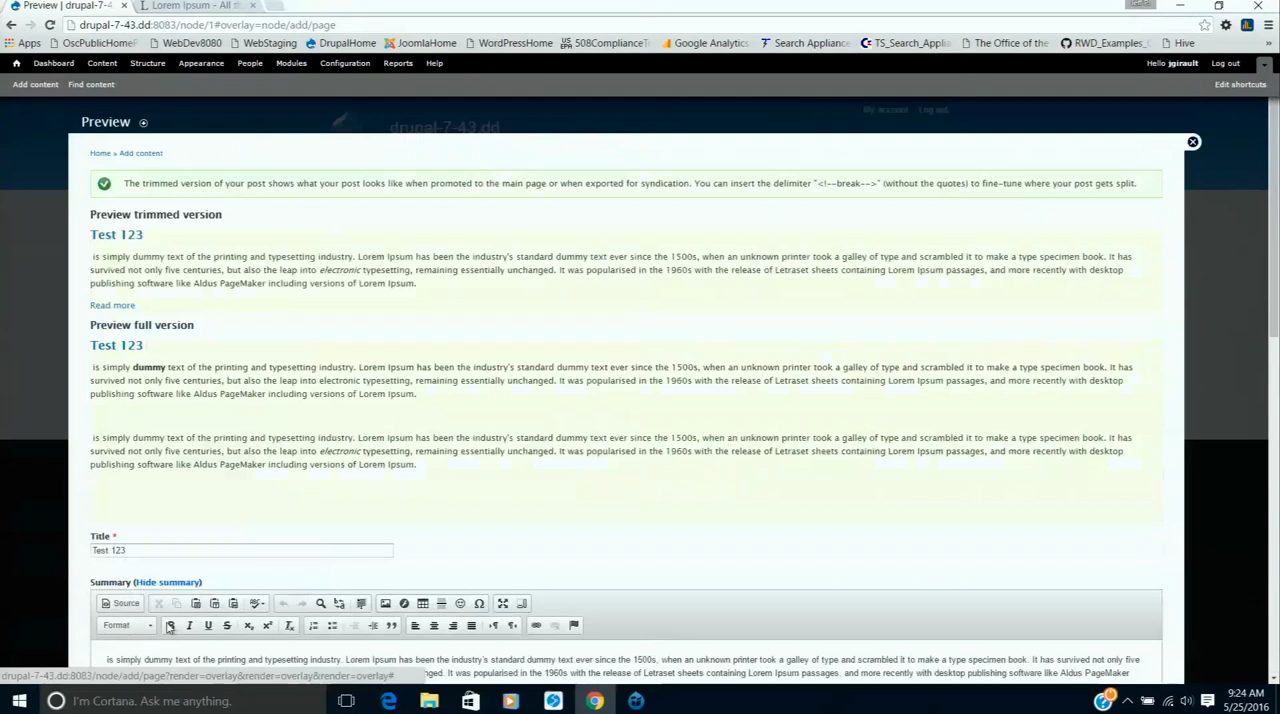 Preview | drupal-7-4
Lorem Ipsum - All th
drupal-7-43.dd:8083/node/1#overlay=node/add/page
Apps OscPublicHomeP WebDev8080 WebStaging DrupalHome JoomlaHome WordPressHome 508ComplianceTo Google Analytics Search Appliance TS_Search_Appli The Office of the RWD_Examples_ Hive »
Dashboard Content Structure Appearance People Modules Configuration Reports Help Hello jgirault Log out
Add content Find content Edit shortcuts
My account Log out
Preview
drupal-7-43.dd
Home » Add content
The trimmed version of your post shows what your post looks like when promoted to the main page or when exported for syndication. You can insert the delimiter "<!--break-->" (without the quotes) to fine-tune where your post gets split.
Preview trimmed version
Test 123
is simply dummy text of the printing and typesetting industry. Lorem Ipsum has been the industry's standard dummy text ever since the 1500s, when an unknown printer took a galley of type and scrambled it to make a type specimen book. It has
survived not only five centuries, but also the leap into electronic typesetting, remaining essentially unchanged. It was popularised in the 1960s with the release of Letraset sheets containing Lorem Ipsum passages, and more recently with desktop
publishing software like Aldus PageMaker including versions of Lorem Ipsum.
Read more
Preview full version
Test 123
is simply dummy text of the printing and typesetting industry. Lorem Ipsum has been the industry's standard dummy text ever since the 1500s, when an unknown printer took a galley of type and scrambled it to make a type specimen book. It has
survived not only five centuries, but also the leap into electronic typesetting, remaining essentially unchanged. It was popularised in the 1960s with the release of Letraset sheets containing Lorem Ipsum passages, and more recently with desktop
publishing software like Aldus PageMaker including versions of Lorem Ipsum.
is simply dummy text of the printing and typesetting industry. Lorem Ipsum has been the industry's standard dummy text ever since the 1500s, when an unknown printer took a galley of type and scrambled it to make a type specimen book. It has
survived not only five centuries, but also the leap into electronic typesetting, remaining essentially unchanged. It was popularised in the 1960s with the release of Letraset sheets containing Lorem Ipsum passages, and more recently with desktop
publishing software like Aldus PageMaker including versions of Lorem Ipsum.
Title *
Test 123
Summary (Hide summary)
Source
Format
is simply dummy text of the printing and typesetting industry. Lorem Ipsum has been the industry's standard dummy text ever since the 1500s, when an unknown printer took a galley of type and scrambled it to make a type specimen book. It has survived not only five
centuries, but also the leap into electronic typesetting, remaining essentially unchanged. It was popularised in the 1960s with the release of Letraset sheets containing Lorem Ipsum passages, and more recently with desktop publishing software like Aldus PageMaker
drupal-7-43.dd:8083/node/add/page?render=overlay&render=overlay&render=overlay#
I'm Cortana. Ask me anything.
9:24 AM
5/25/2016